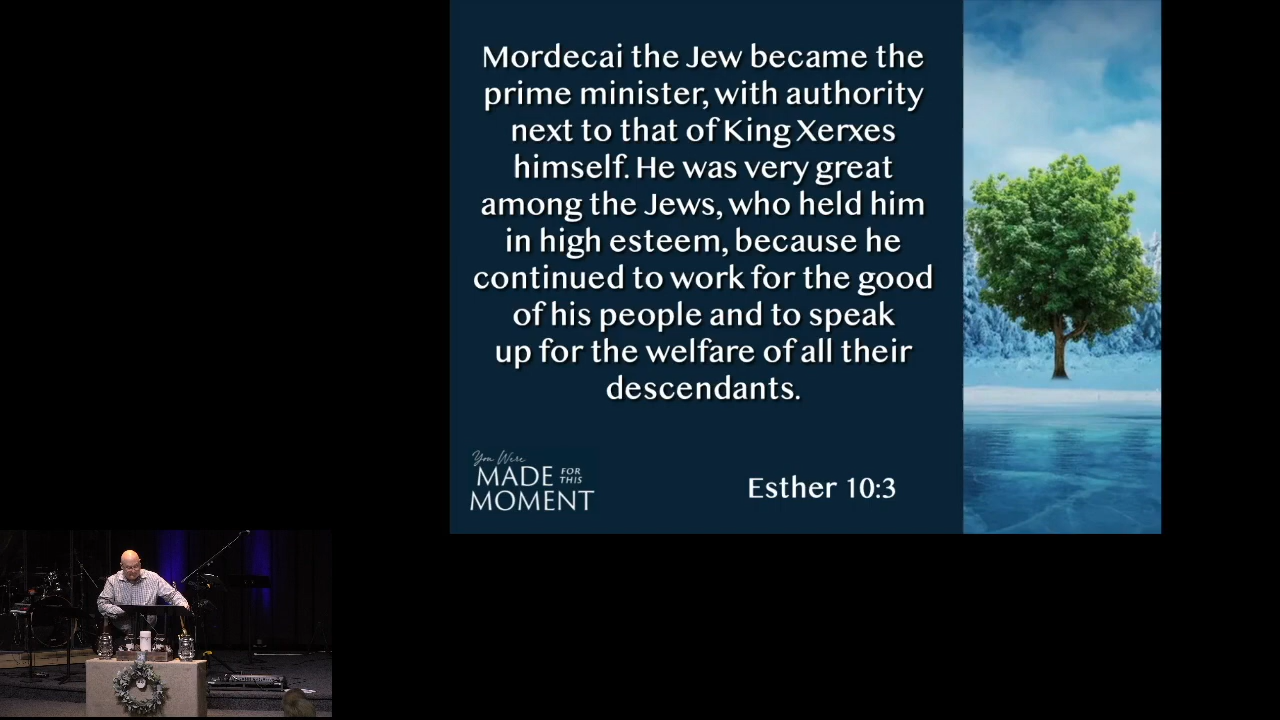 Mordecai the Jew became the
prime minister, with authority
next to that of King Xerxes
himself. He was very great
among the Jews, who held him
in high esteem, because he
continued to work for the good
of his people and to speak
up for the welfare of all their
descendants.
You Were
MADE FOR THIS
MOMENT
Esther 10:3